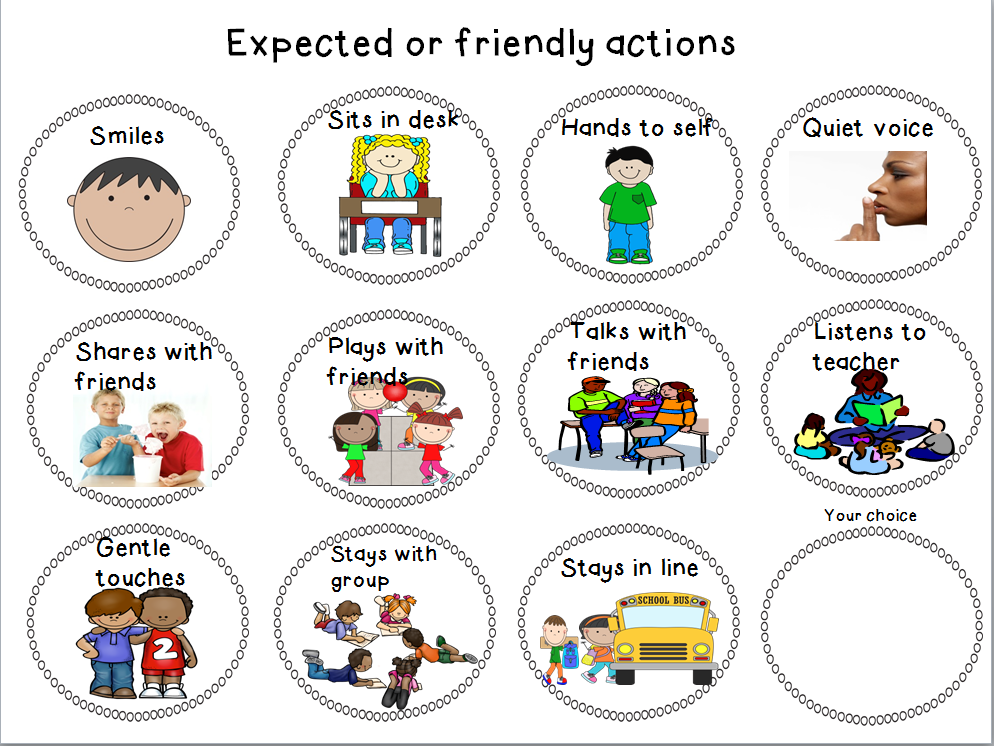 Expected or friendly actions
Smiles
Sits in desk
Hands to self
Quiet voice
Shares with
friends
Plays with
friends
Talks with
friends
Listens to
teacher
Gentle
touches
2
Stays with
group
Stays in line
SCHOOL BUS
Your choice